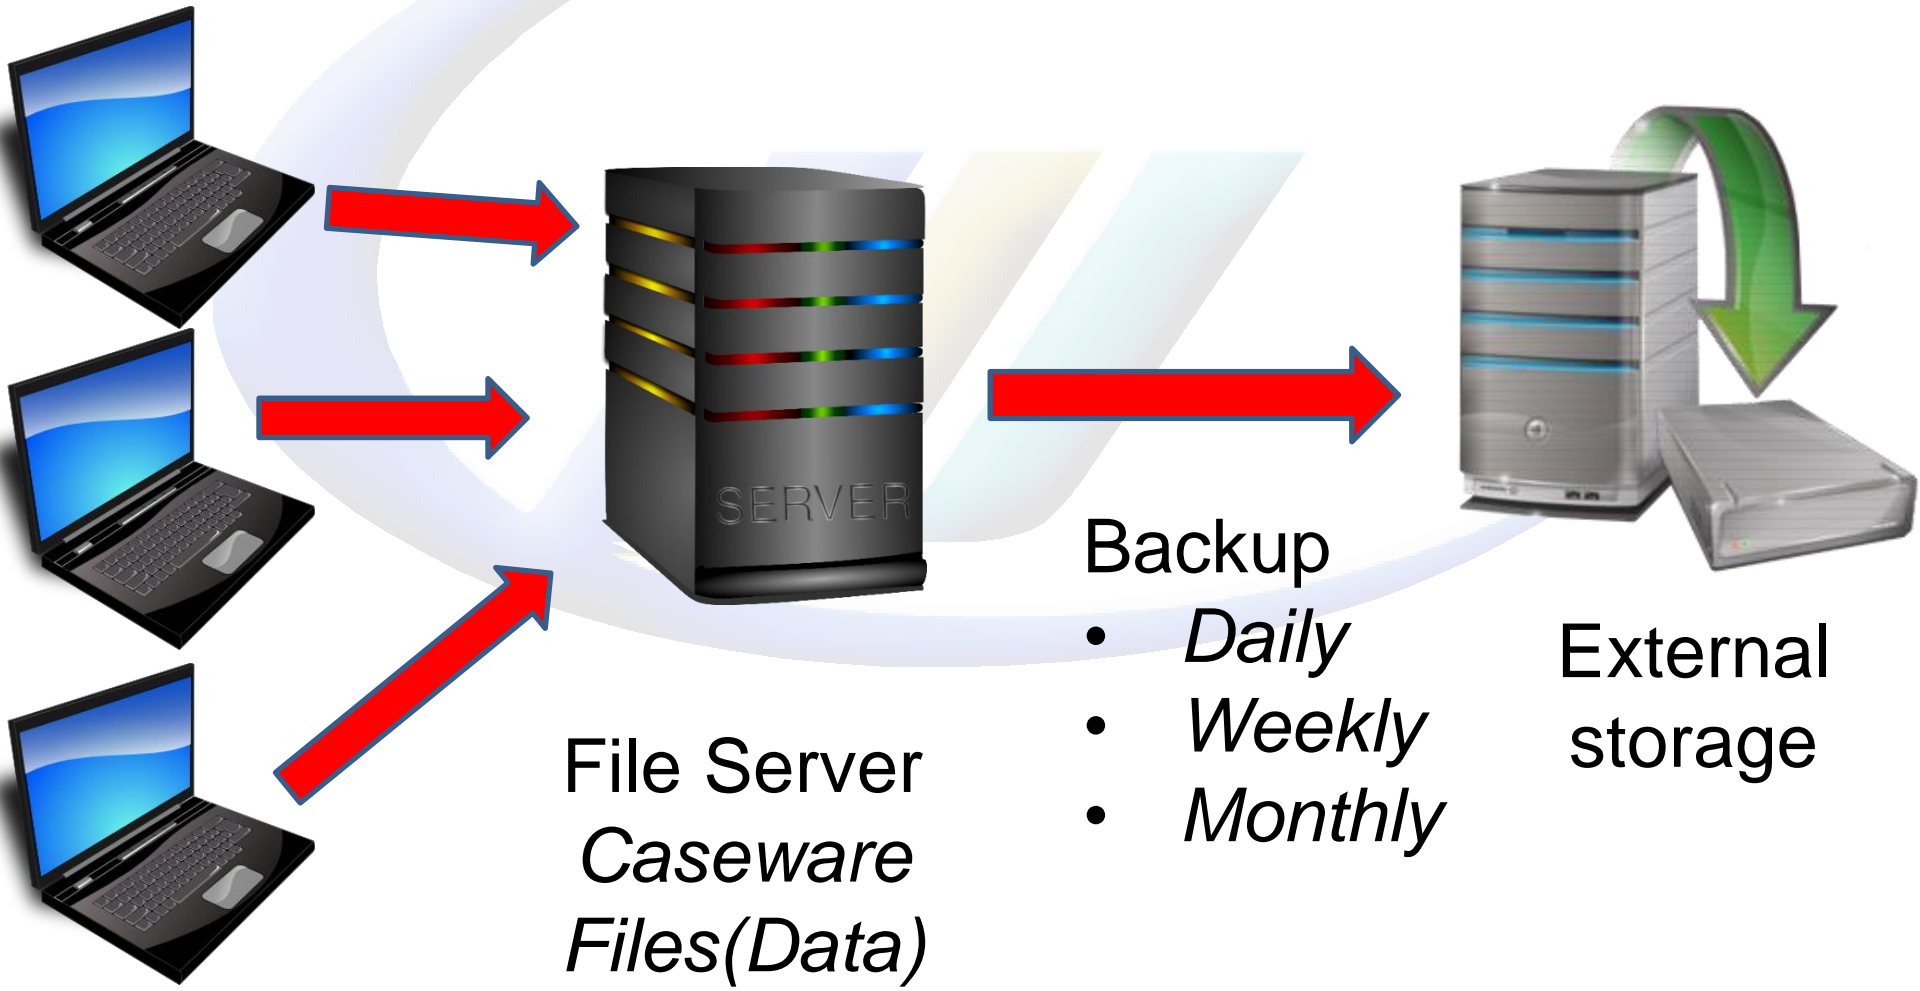 SERVER
File Server
Caseware
Files(Data)
Backup
• Daily
• Weekly
• Monthly
External
storage